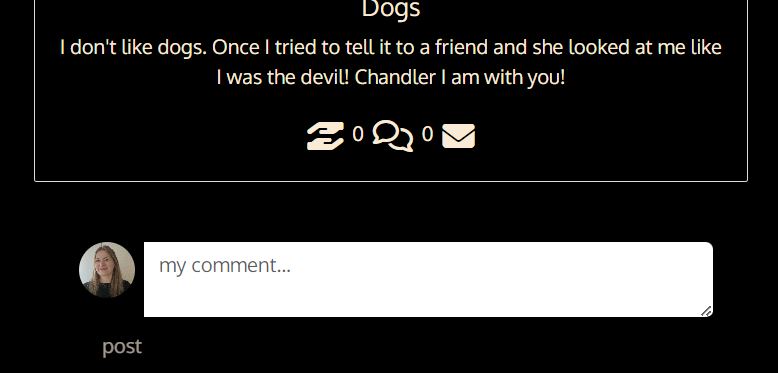 Dogs
I don't like dogs. Once I tried to tell it to a friend and she looked at me like
I was the devil! Chandler I am with you!
0 0
my comment...
post